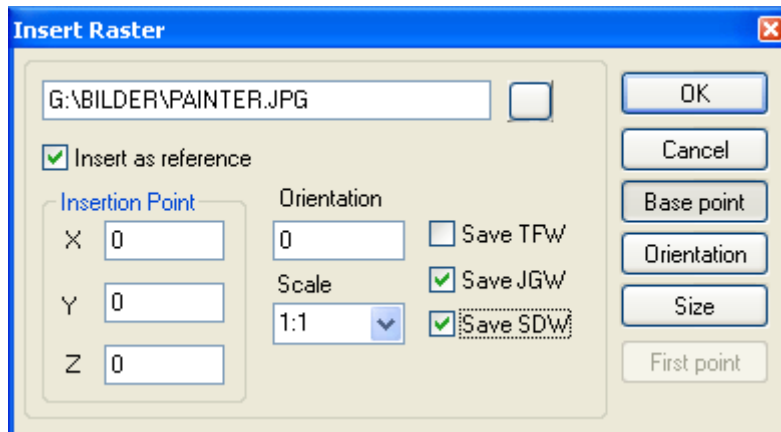 Insert Raster
G:\BILDER\PAINTER.JPG
OK
Insert as reference
Cancel
Insertion Point
Orientation
Base point
X 0
0
Save TFW
Orientation
Y 0
Scale
Save JGW
Size
1:1
Save SDW
Z 0
First point